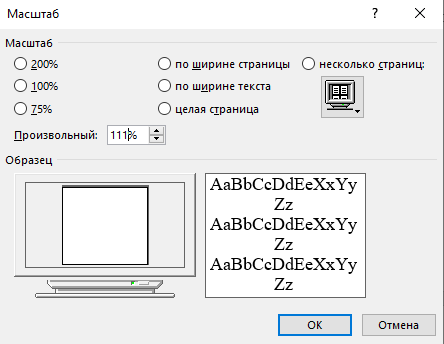 Масштаб
?
Масштаб
200%
по ширине страницы
несколько страниц:
100%
по ширине текста
75%
целая страница
Произвольный: 111%
Образец
AaBbCcDdEeXxYy
Zz
AaBbCcDdEeXxYy
Zz
AaBbCcDdEeXxYy
Zz
ОК
Отмена